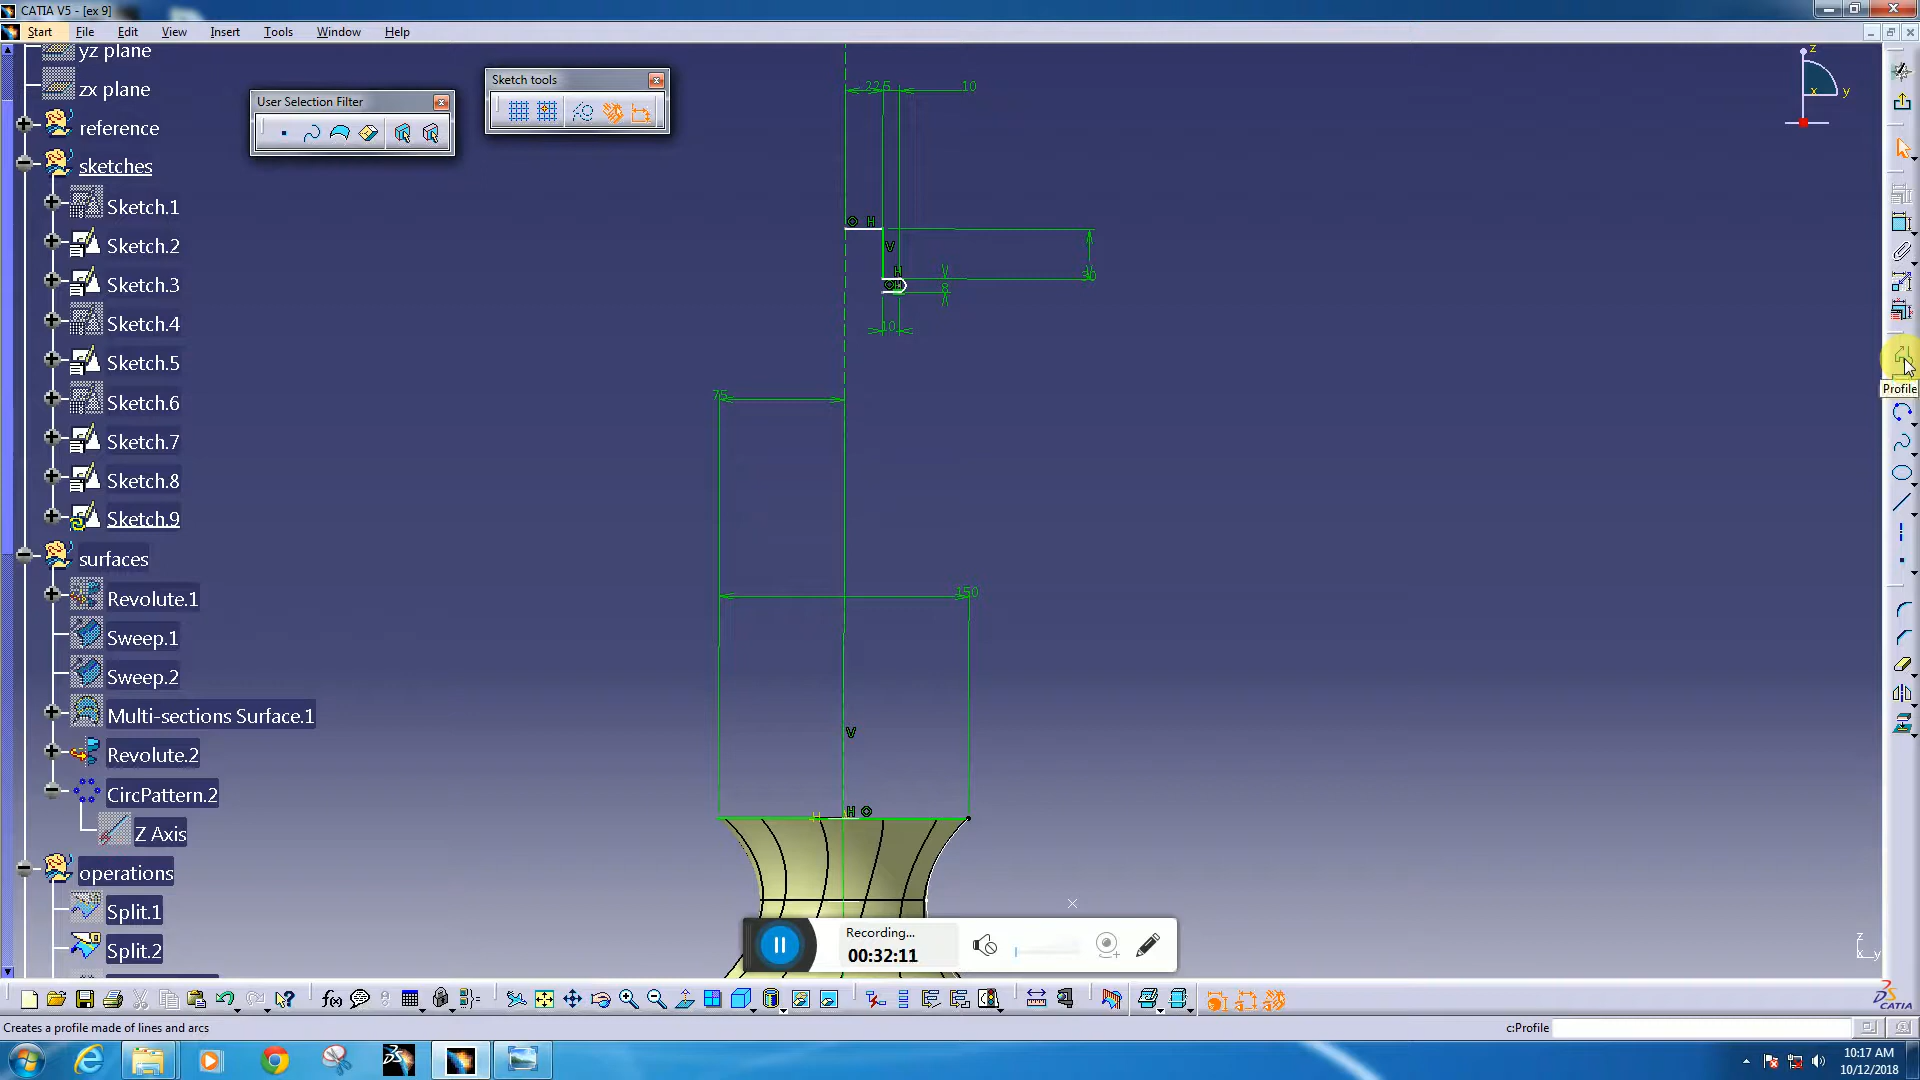 CATIA V5 - [ex 9]
Start File Edit View Insert Tools Window Help
yz plane
zx plane
reference
sketches
Sketch.1
Sketch.2
Sketch.3
Sketch.4
Sketch.5
Sketch.6
Sketch.7
Sketch.8
Sketch.9
surfaces
Revolute.1
Sweep.1
Sweep.2
Multi-sections Surface.1
Revolute.2
CircPattern.2
Z Axis
operations
Split.1
Split.2
User Selection Filter
Sketch tools
22.5
10
H
V
H
30
8
10
75
150
V
H
z
x
y
Profile
z
x
y
Recording...
00:32:11
f(x)
CATIA
Creates a profile made of lines and arcs
c:Profile
10:17 AM
10/12/2018